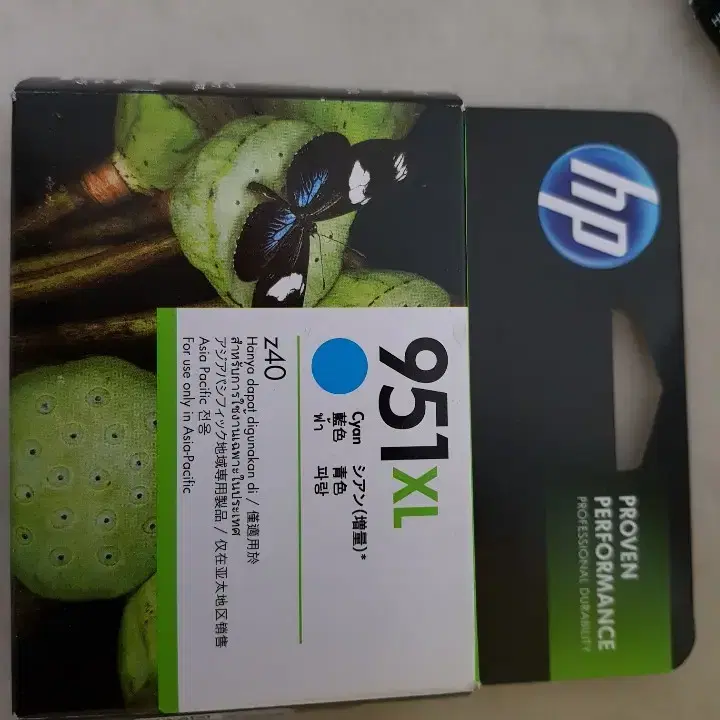 hp
PROVEN
PERFORMANCE
PROFESSIONAL DURABILITY
951XL
Cyan シアン(増量)*
藍色 青色
ฟ้า 파랑
z40
Hanya dapat digunakan di / 僅適用於
สำหรับการใช้งานเฉพาะในประเทศ
アジアパシフィック地域専用製品 / 仅在亚太地区销售
Asia Pacific 전용
For use only in Asia-Pacific